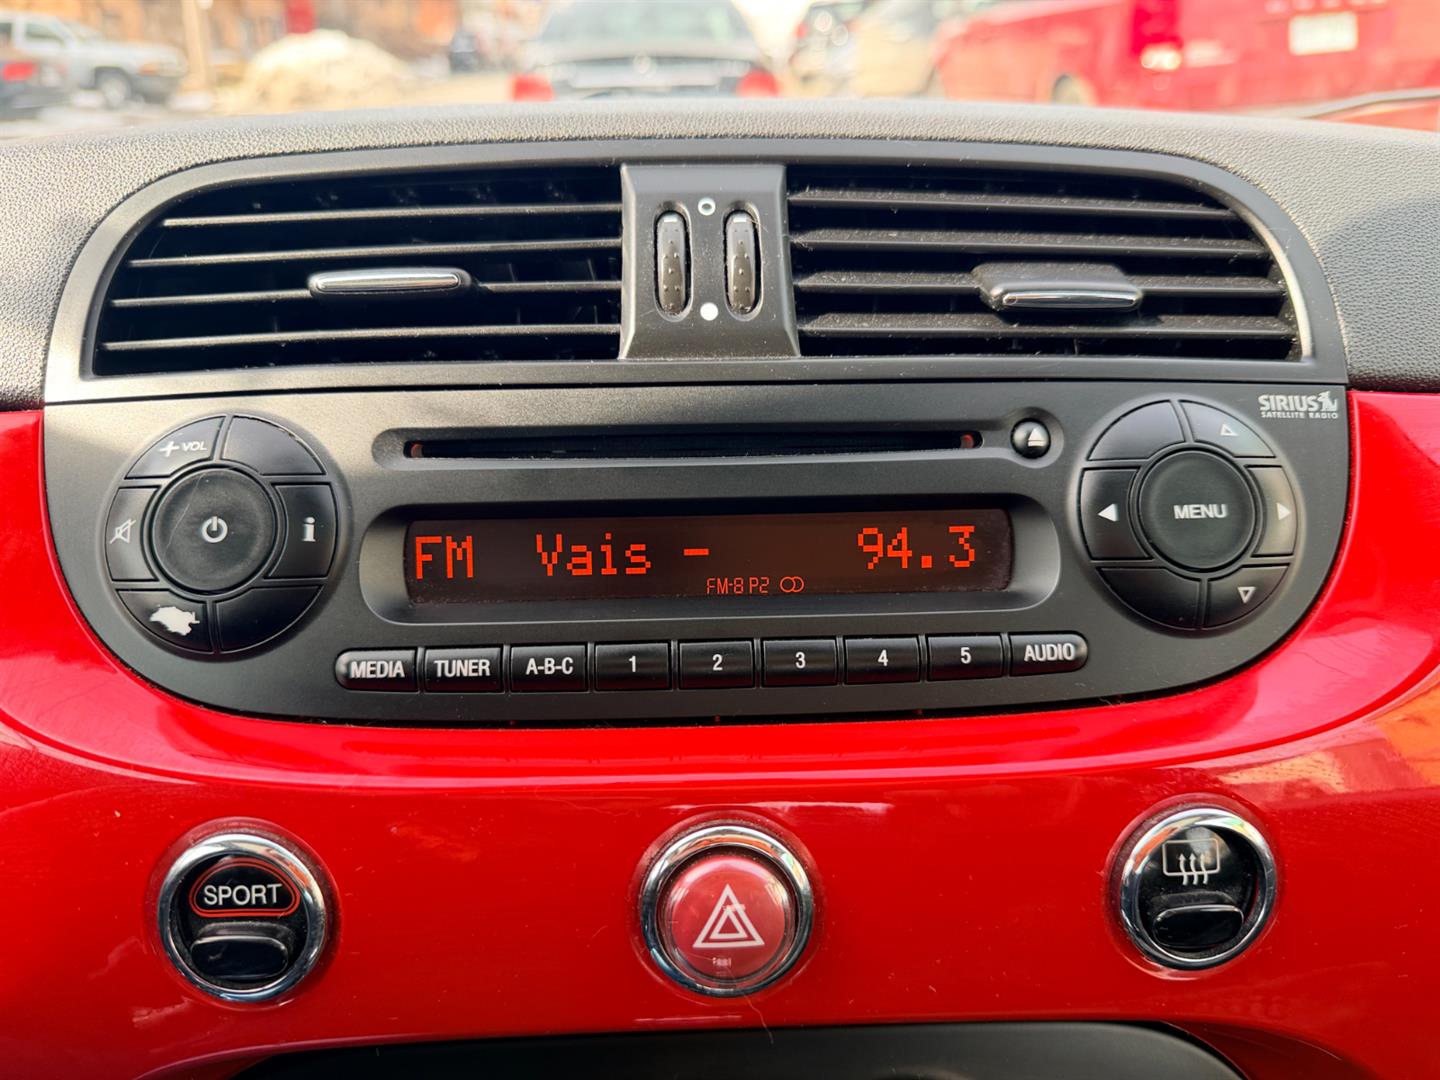 SIRIUS
SATELLITE RADIO
+ VOL
i
MENU
FM Vais - 94.3
FM-8 P2
MEDIA TUNER A-B-C 1 2 3 4 5 AUDIO
SPORT